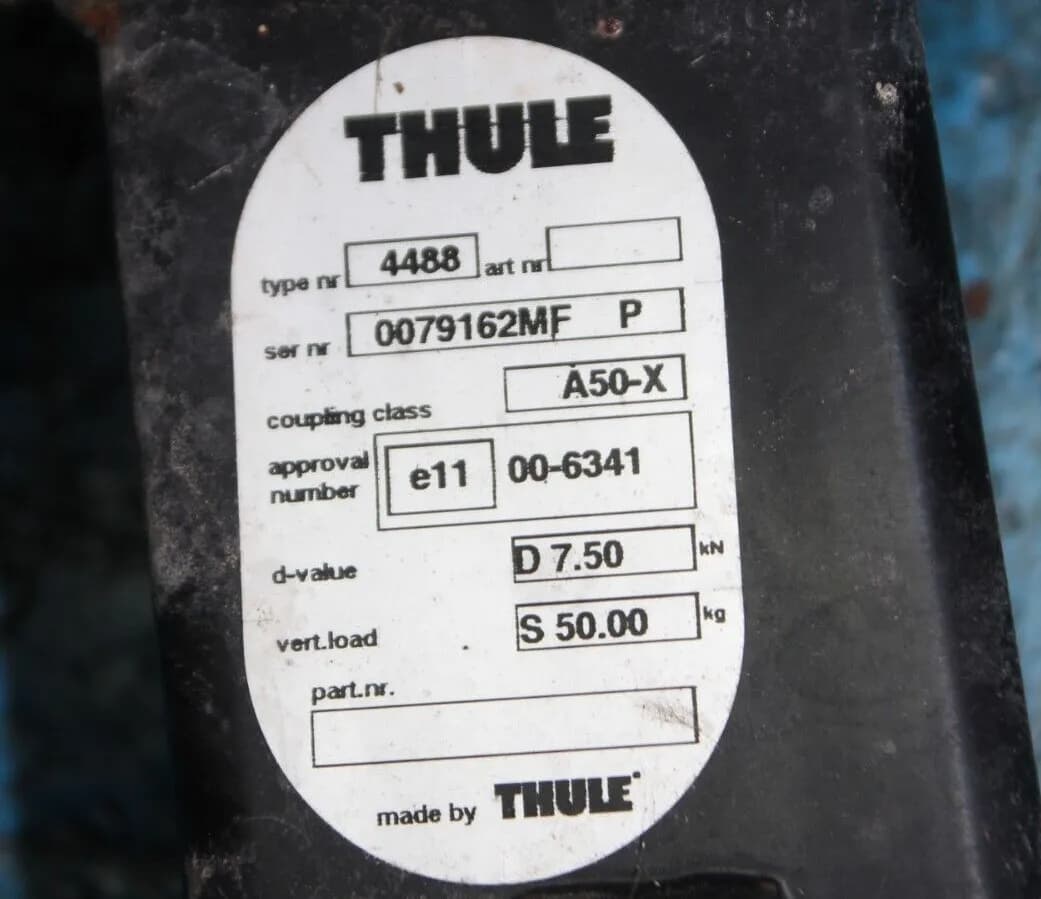 THULE
type nr 4488 art nr
ser nr 0079162MF P
coupling class A50-X
approval number e11 00-6341
d-value D 7.50 kN
vert.load S 50.00 kg
part.nr.
made by THULE